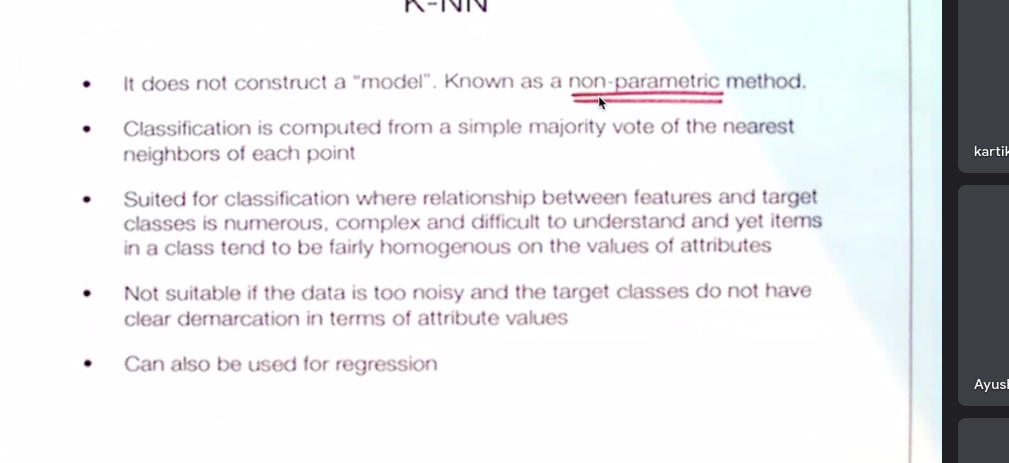 K-NN
• It does not construct a “model”. Known as a non-parametric method.
• Classification is computed from a simple majority vote of the nearest
neighbors of each point
• Suited for classification where relationship between features and target
classes is numerous, complex and difficult to understand and yet items
in a class tend to be fairly homogenous on the values of attributes
• Not suitable if the data is too noisy and the target classes do not have
clear demarcation in terms of attribute values
• Can also be used for regression
kartik
Ayush